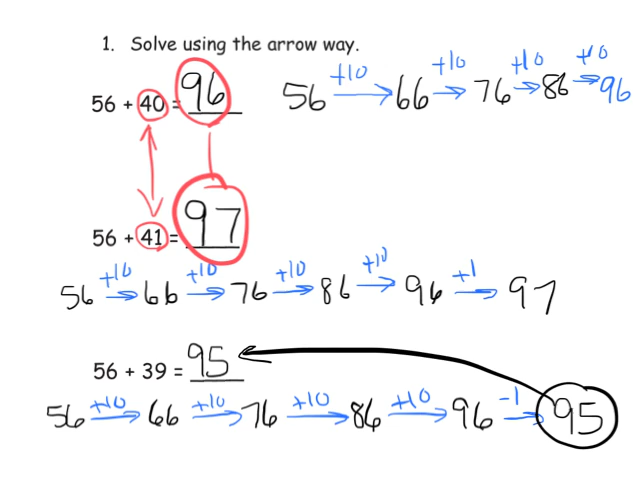 1. Solve using the arrow way.
+10 +10 +10 +10
56 + 40 = 96 56 → 66 → 76 → 86 → 96
56 + 41 = 97
+10 +10 +10 +10 +1
56 → 66 → 76 → 86 → 96 → 97
56 + 39 = 95
+10 +10 +10 +10 -1
56 → 66 → 76 → 86 → 96 → 95